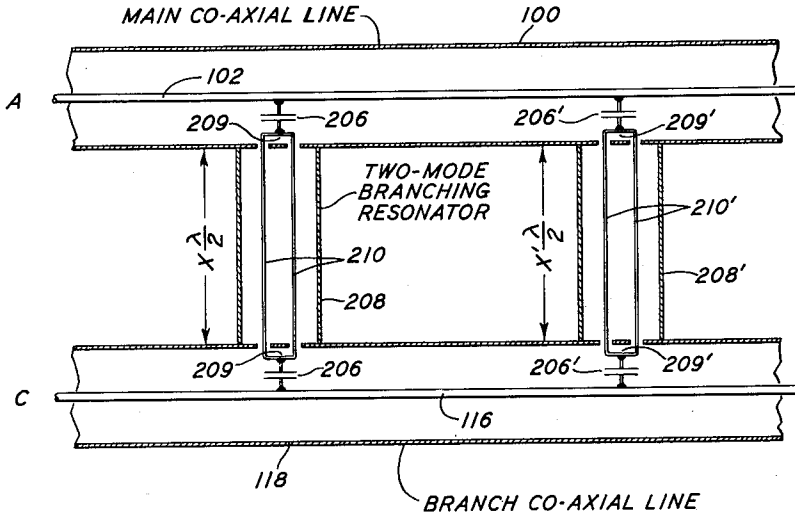 MAIN CO-AXIAL LINE
100
102
A
209
206
206'
209'
TWO-MODE
BRANCHING
RESONATOR
X λ/2
X' λ/2
210
210'
208
208'
209
206
206'
209'
C
116
118
BRANCH CO-AXIAL LINE